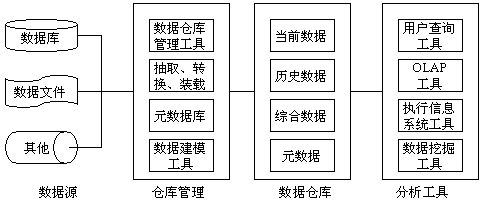 数据库
数据文件
其他
数据源
数据仓库
管理工具
抽取、转
换、装载
元数据库
数据建模
工具
仓库管理
当前数据
历史数据
综合数据
元数据
数据仓库
用户查询
工具
OLAP
工具
执行信息
系统工具
数据挖掘
工具
分析工具